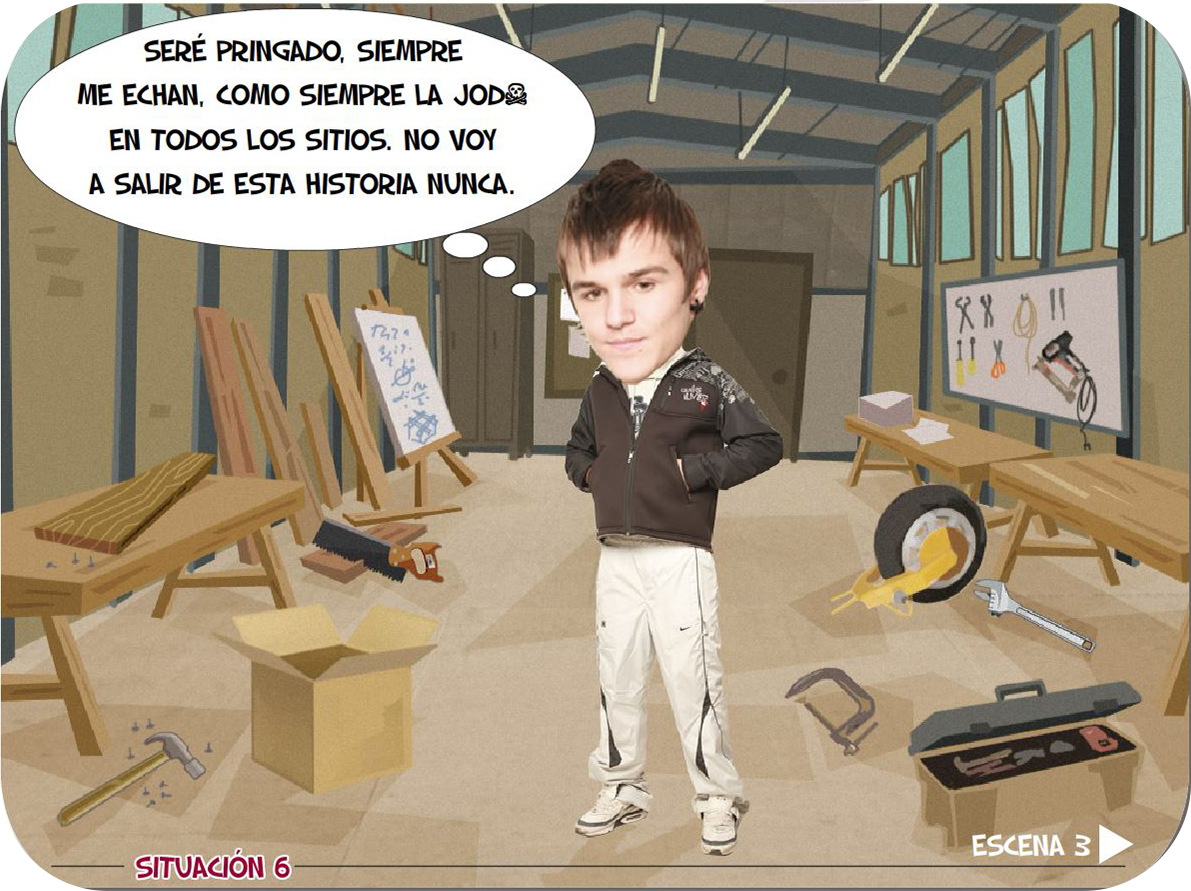 SERÉ PRINGADO, SIEMPRE
ME ECHAN, COMO SIEMPRE LA JOD☠
EN TODOS LOS SITIOS. NO VOY
A SALIR DE ESTA HISTORIA NUNCA.
SITUACIÓN 6
ESCENA 3